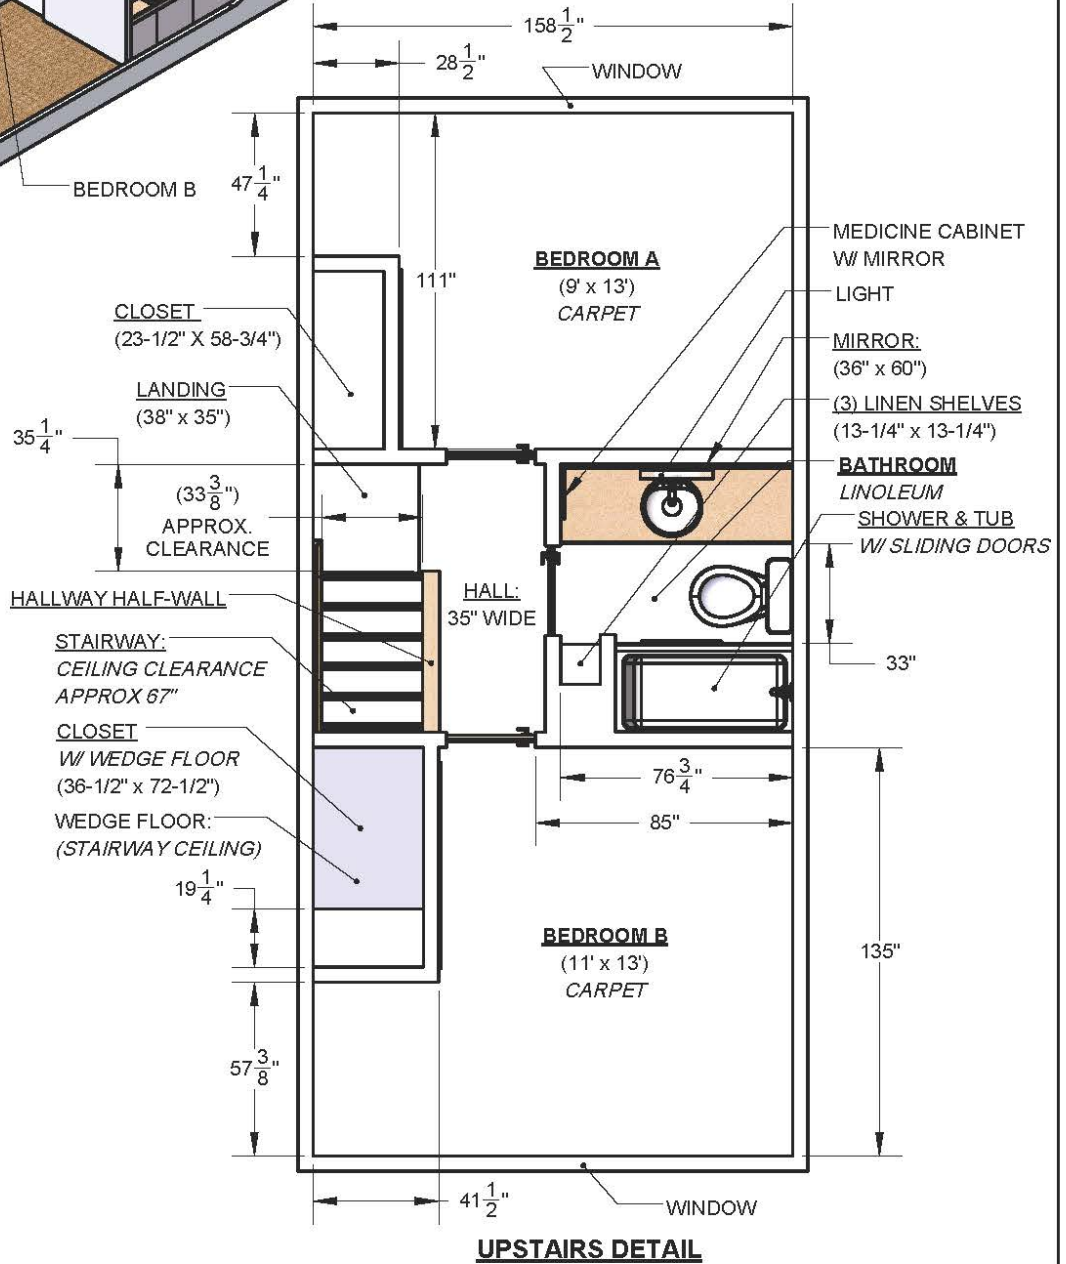 158 1/2"
28 1/2"
WINDOW
BEDROOM B
47 1/4"
111"
BEDROOM A
(9' x 13')
CARPET
MEDICINE CABINET
W/ MIRROR
LIGHT
MIRROR:
(36" x 60")
(3) LINEN SHELVES
(13-1/4" x 13-1/4")
BATHROOM
LINOLEUM
SHOWER & TUB
W/ SLIDING DOORS
CLOSET
(23-1/2" X 58-3/4")
LANDING
(38" x 35")
35 1/4"
(33 3/8")
APPROX.
CLEARANCE
HALLWAY HALF-WALL
HALL:
35" WIDE
STAIRWAY:
CEILING CLEARANCE
APPROX 67"
33"
CLOSET
W/ WEDGE FLOOR
(36-1/2" x 72-1/2")
WEDGE FLOOR:
(STAIRWAY CEILING)
76 3/4"
85"
19 1/4"
BEDROOM B
(11' x 13')
CARPET
135"
57 3/8"
41 1/2"
WINDOW
UPSTAIRS DETAIL